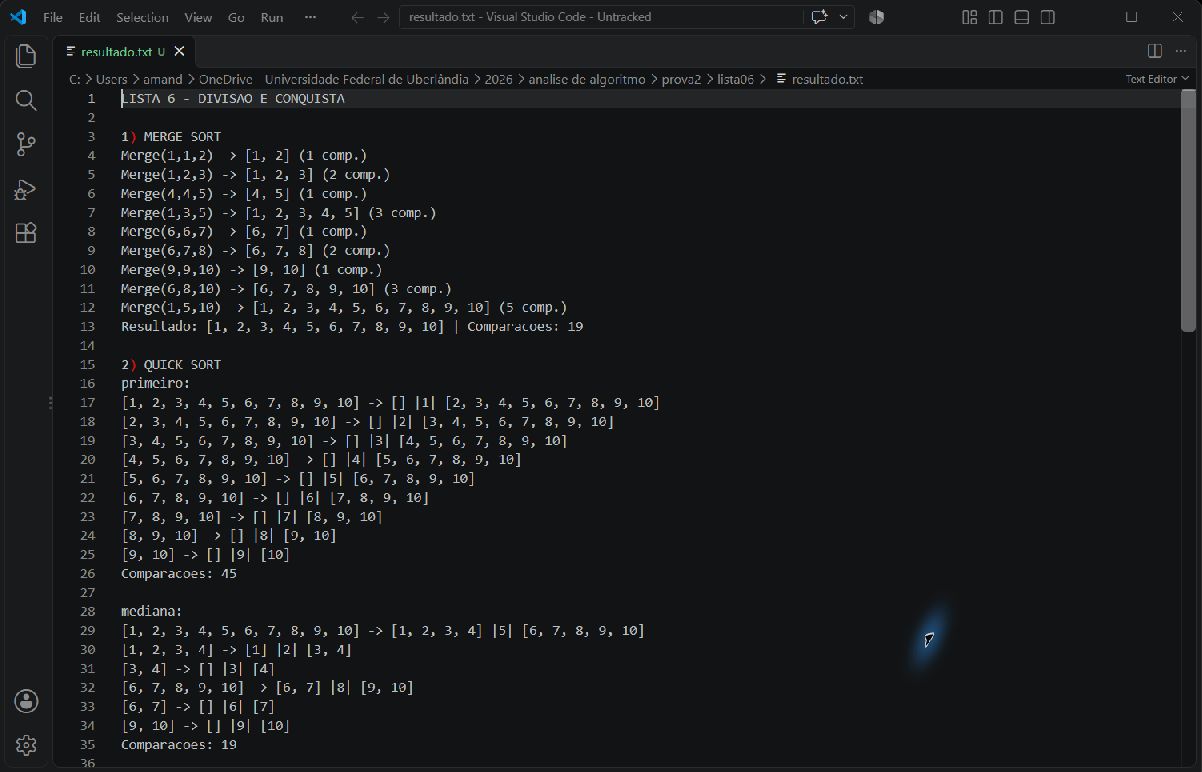 File Edit Selection View Go Run ··· resultado.txt - Visual Studio Code - Untracked
resultado.txt U
C: > Users > amand > OneDrive - Universidade Federal de Uberlândia > 2026 > analise de algoritmo > prova2 > lista06 > resultado.txt Text Editor
1 LISTA 6 - DIVISAO E CONQUISTA
2
3 1) MERGE SORT
4 Merge(1,1,2) -> [1, 2] (1 comp.)
5 Merge(1,2,3) -> [1, 2, 3] (2 comp.)
6 Merge(4,4,5) -> [4, 5] (1 comp.)
7 Merge(1,3,5) -> [1, 2, 3, 4, 5] (3 comp.)
8 Merge(6,6,7) -> [6, 7] (1 comp.)
9 Merge(6,7,8) -> [6, 7, 8] (2 comp.)
10 Merge(9,9,10) -> [9, 10] (1 comp.)
11 Merge(6,8,10) -> [6, 7, 8, 9, 10] (3 comp.)
12 Merge(1,5,10) -> [1, 2, 3, 4, 5, 6, 7, 8, 9, 10] (5 comp.)
13 Resultado: [1, 2, 3, 4, 5, 6, 7, 8, 9, 10] | Comparacoes: 19
14
15 2) QUICK SORT
16 primeiro:
17 [1, 2, 3, 4, 5, 6, 7, 8, 9, 10] -> [] |1| [2, 3, 4, 5, 6, 7, 8, 9, 10]
18 [2, 3, 4, 5, 6, 7, 8, 9, 10] -> [] |2| [3, 4, 5, 6, 7, 8, 9, 10]
19 [3, 4, 5, 6, 7, 8, 9, 10] -> [] |3| [4, 5, 6, 7, 8, 9, 10]
20 [4, 5, 6, 7, 8, 9, 10] -> [] |4| [5, 6, 7, 8, 9, 10]
21 [5, 6, 7, 8, 9, 10] -> [] |5| [6, 7, 8, 9, 10]
22 [6, 7, 8, 9, 10] -> [] |6| [7, 8, 9, 10]
23 [7, 8, 9, 10] -> [] |7| [8, 9, 10]
24 [8, 9, 10] -> [] |8| [9, 10]
25 [9, 10] -> [] |9| [10]
26 Comparacoes: 45
27
28 mediana:
29 [1, 2, 3, 4, 5, 6, 7, 8, 9, 10] -> [1, 2, 3, 4] |5| [6, 7, 8, 9, 10]
30 [1, 2, 3, 4] -> [1] |2| [3, 4]
31 [3, 4] -> [] |3| [4]
32 [6, 7, 8, 9, 10] -> [6, 7] |8| [9, 10]
33 [6, 7] -> [] |6| [7]
34 [9, 10] -> [] |9| [10]
35 Comparacoes: 19
36